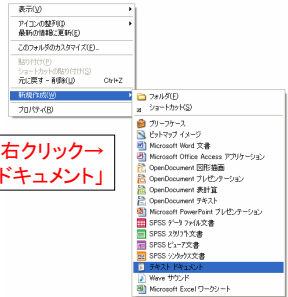 表示(V)
アイコンの整列(I)
最新の情報に更新(E)
このフォルダのカスタマイズ(F)...
貼り付け(P)
ショートカットの貼り付け(S)
元に戻す - 削除(U) Ctrl+Z
新規作成(W)
プロパティ(R)
フォルダ(F)
ショートカット(S)
ブリーフケース
ビットマップ イメージ
Microsoft Word 文書
Microsoft Office Access アプリケーション
OpenDocument 図形描画
OpenDocument プレゼンテーション
OpenDocument 表計算
OpenDocument テキスト
Microsoft PowerPoint プレゼンテーション
SPSS データ ファイル文書
SPSS スクリプト文書
SPSS ビューア文書
SPSS シンタックス文書
テキスト ドキュメント
Wave サウンド
Microsoft Excel ワークシート
右クリック→
ドキュメント」